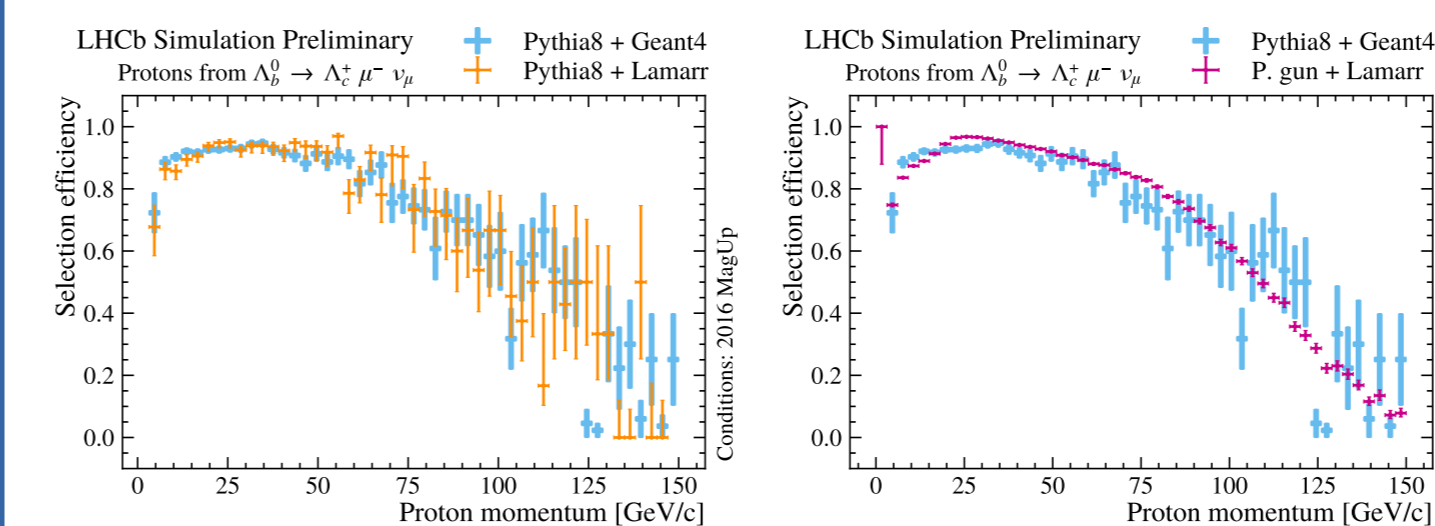 LHCb Simulation Preliminary
Protons from Λ_b^0 → Λ_c^+ μ^− ν_μ
Pythia8 + Geant4
Pythia8 + Lamarr
Selection efficiency
1.0
0.8
0.6
0.4
0.2
0.0
0 25 50 75 100 125 150
Proton momentum [GeV/c]
Conditions: 2016 MagUp
LHCb Simulation Preliminary
Protons from Λ_b^0 → Λ_c^+ μ^− ν_μ
Pythia8 + Geant4
P. gun + Lamarr
Selection efficiency
1.0
0.8
0.6
0.4
0.2
0.0
0 25 50 75 100 125 150
Proton momentum [GeV/c]